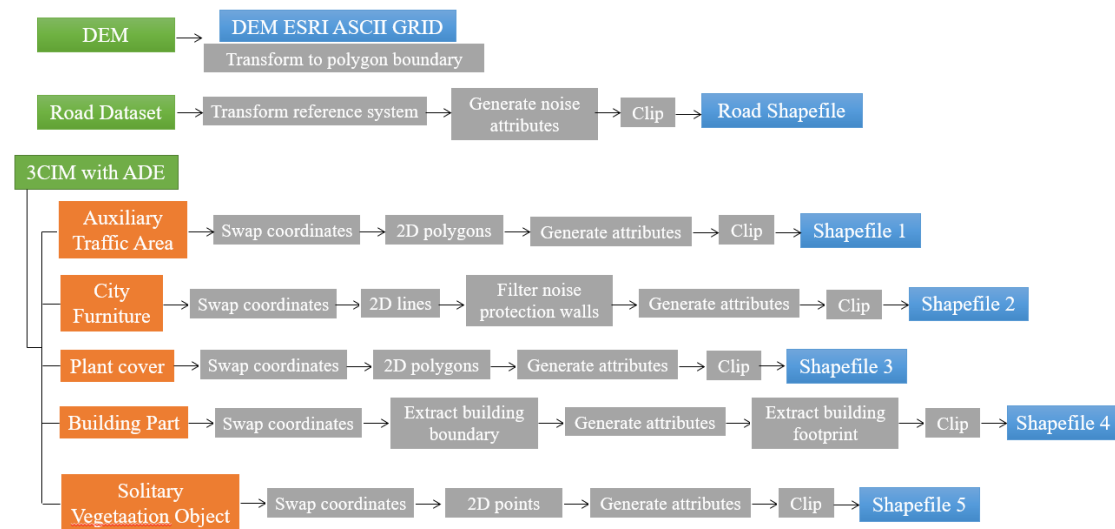 DEM
DEM ESRI ASCII GRID
Transform to polygon boundary
Road Dataset
Transform reference system
Generate noise
attributes
Clip
Road Shapefile
3CIM with ADE
Auxiliary
Traffic Area
Swap coordinates
2D polygons
Generate attributes
Clip
Shapefile 1
City
Furniture
Swap coordinates
2D lines
Filter noise
protection walls
Generate attributes
Clip
Shapefile 2
Plant cover
Swap coordinates
2D polygons
Generate attributes
Clip
Shapefile 3
Building Part
Swap coordinates
Extract building
boundary
Generate attributes
Extract building
footprint
Clip
Shapefile 4
Solitary
Vegetaation Object
Swap coordinates
2D points
Generate attributes
Clip
Shapefile 5